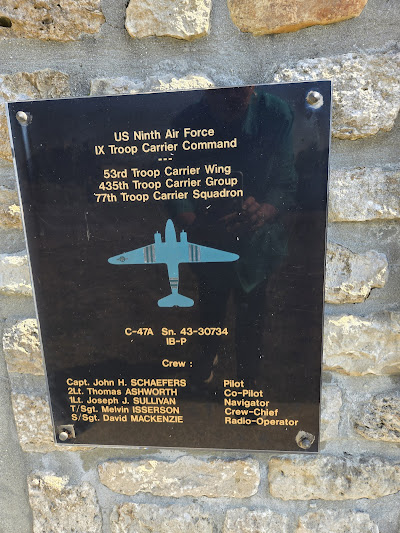 US Ninth Air Force
IX Troop Carrier Command
---
53rd Troop Carrier Wing
435th Troop Carrier Group
77th Troop Carrier Squadron
C-47A Sn. 43-30734
IB-P
Crew :
Capt. John H. SCHAEFERS Pilot
2Lt. Thomas ASHWORTH Co-Pilot
1Lt. Joseph J. SULLIVAN Navigator
T/Sgt. Melvin ISSERSON Crew-Chief
S/Sgt. David MACKENZIE Radio-Operator